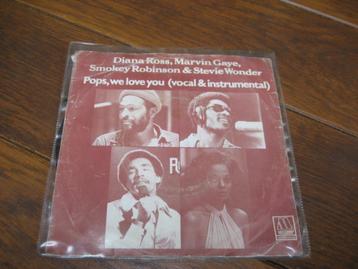 Diana Ross, Marvin Gaye,
Smokey Robinson & Stevie Wonder
Pops, we love you (vocal & instrumental)